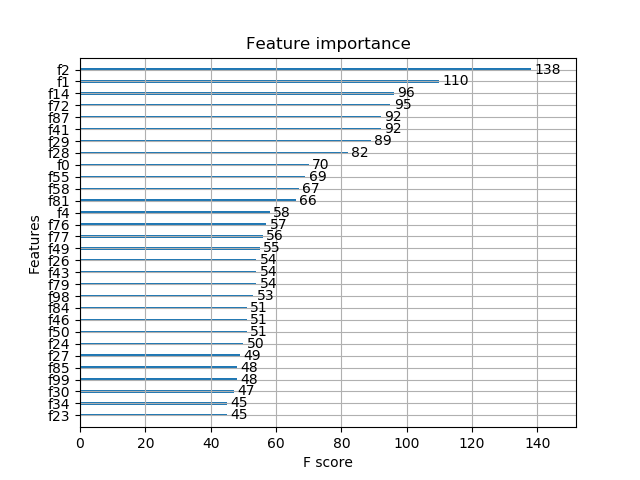 Feature importance
f2 138
f1 110
f14 96
f72 95
f87 92
f41 92
f29 89
f28 82
f0 70
f55 69
f58 67
f81 66
f4 58
f76 57
f77 56
f49 55
f26 54
f43 54
f79 54
f98 53
f84 51
f46 51
f50 51
f24 50
f27 49
f85 48
f99 48
f30 47
f34 45
f23 45
Features
0 20 40 60 80 100 120 140
F score